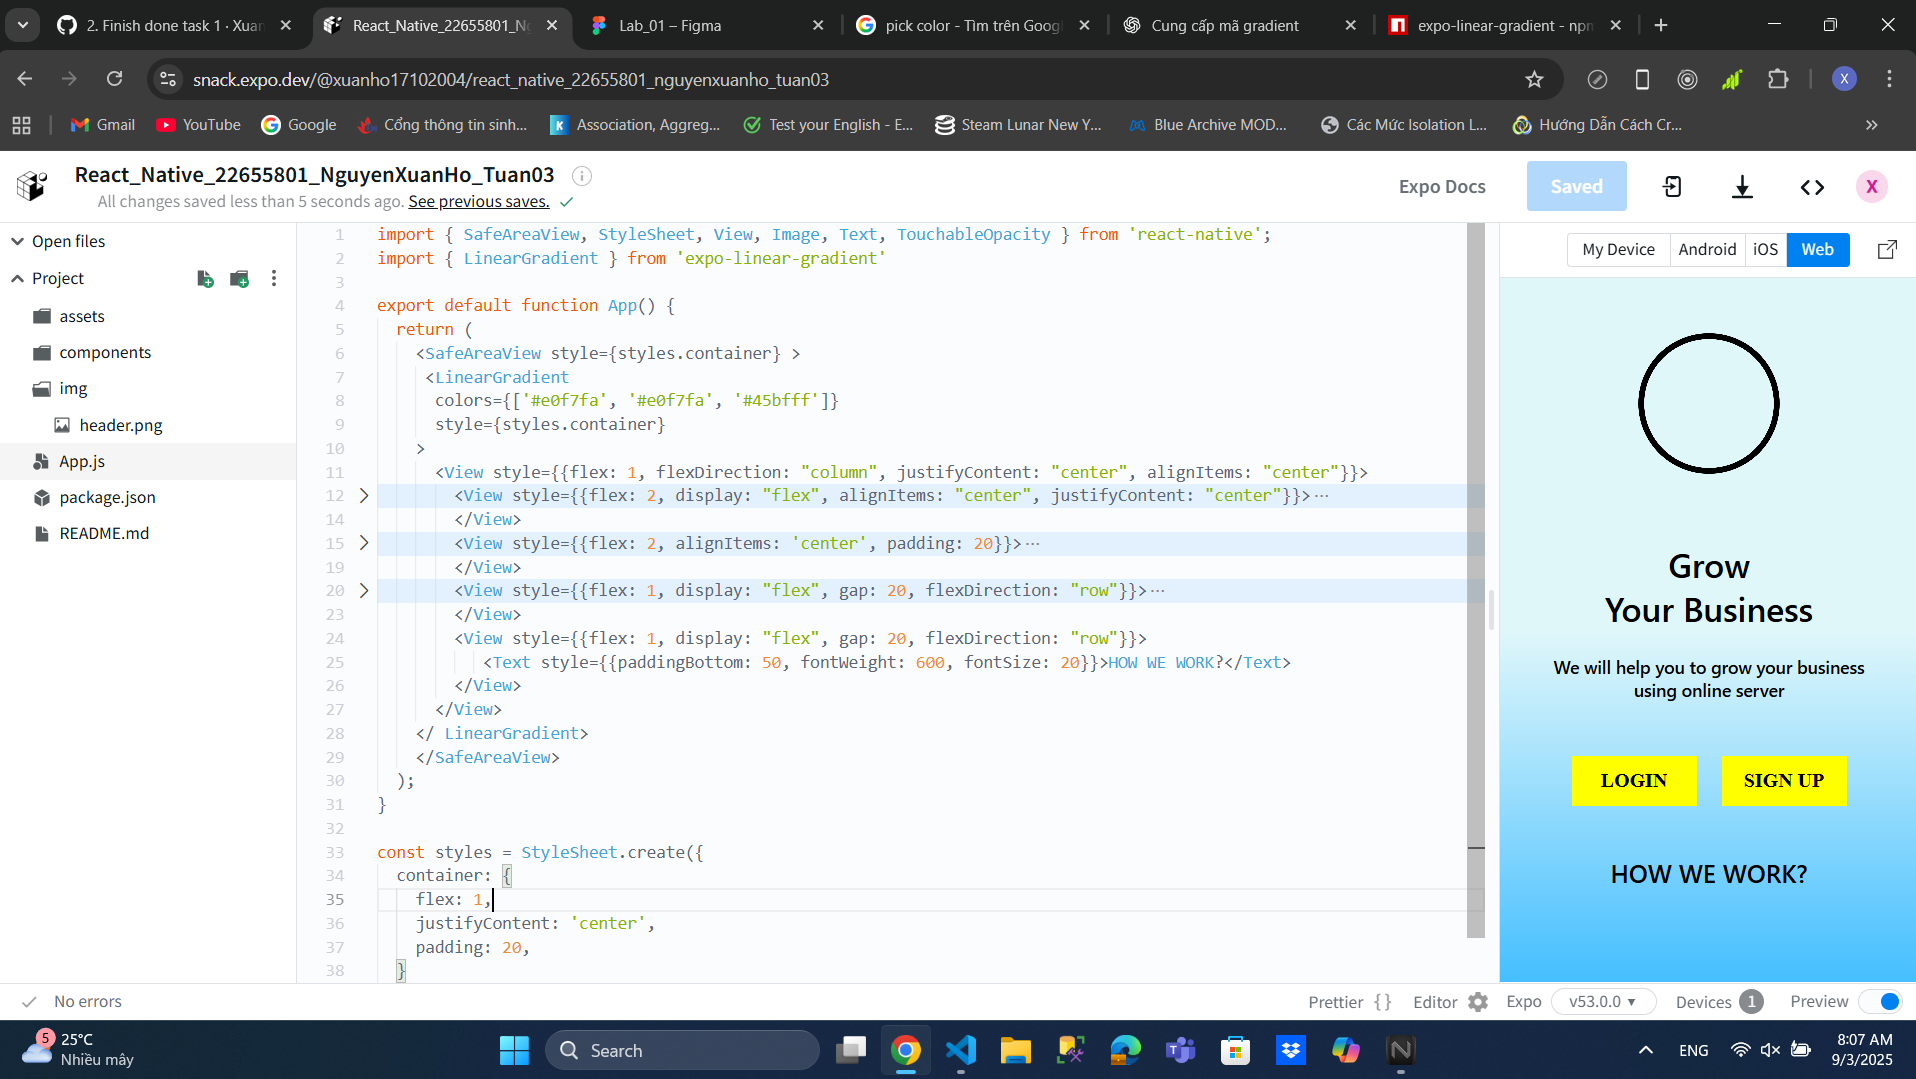 2. Finish done task 1 · Xuan
React_Native_22655801_Ng
Lab_01 – Figma
pick color - Tìm trên Googl
Cung cấp mã gradient
expo-linear-gradient - npm
snack.expo.dev/@xuanho17102004/react_native_22655801_nguyenxuanho_tuan03
X
Gmail
YouTube
Google
Cổng thông tin sinh...
Association, Aggreg...
Test your English - E...
Steam Lunar New Y...
Blue Archive MOD...
Các Mức Isolation L...
Hướng Dẫn Cách Cr...
React_Native_22655801_NguyenXuanHo_Tuan03
All changes saved less than 5 seconds ago. See previous saves.
Expo Docs
Saved
X
Open files
Project
assets
components
img
header.png
App.js
package.json
README.md
1 import { SafeAreaView, StyleSheet, View, Image, Text, TouchableOpacity } from 'react-native';
2 import { LinearGradient } from 'expo-linear-gradient'
3
4 export default function App() {
5 return (
6 <SafeAreaView style={styles.container} >
7 <LinearGradient
8 colors={['#e0f7fa', '#e0f7fa', '#45bfff']}
9 style={styles.container}
10 >
11 <View style={{flex: 1, flexDirection: "column", justifyContent: "center", alignItems: "center"}}>
12 <View style={{flex: 2, display: "flex", alignItems: "center", justifyContent: "center"}}>···
14 </View>
15 <View style={{flex: 2, alignItems: 'center', padding: 20}}>···
19 </View>
20 <View style={{flex: 1, display: "flex", gap: 20, flexDirection: "row"}}>···
23 </View>
24 <View style={{flex: 1, display: "flex", gap: 20, flexDirection: "row"}}>
25 <Text style={{paddingBottom: 50, fontWeight: 600, fontSize: 20}}>HOW WE WORK?</Text>
26 </View>
27 </View>
28 </ LinearGradient>
29 </SafeAreaView>
30 );
31 }
32
33 const styles = StyleSheet.create({
34 container: {
35 flex: 1,
36 justifyContent: 'center',
37 padding: 20,
38 }
My Device
Android
iOS
Web
Grow
Your Business
We will help you to grow your business
using online server
LOGIN
SIGN UP
HOW WE WORK?
No errors
Prettier {}
Editor
Expo
v53.0.0
Devices 1
Preview
5
25°C
Nhiều mây
Search
ENG
8:07 AM
9/3/2025